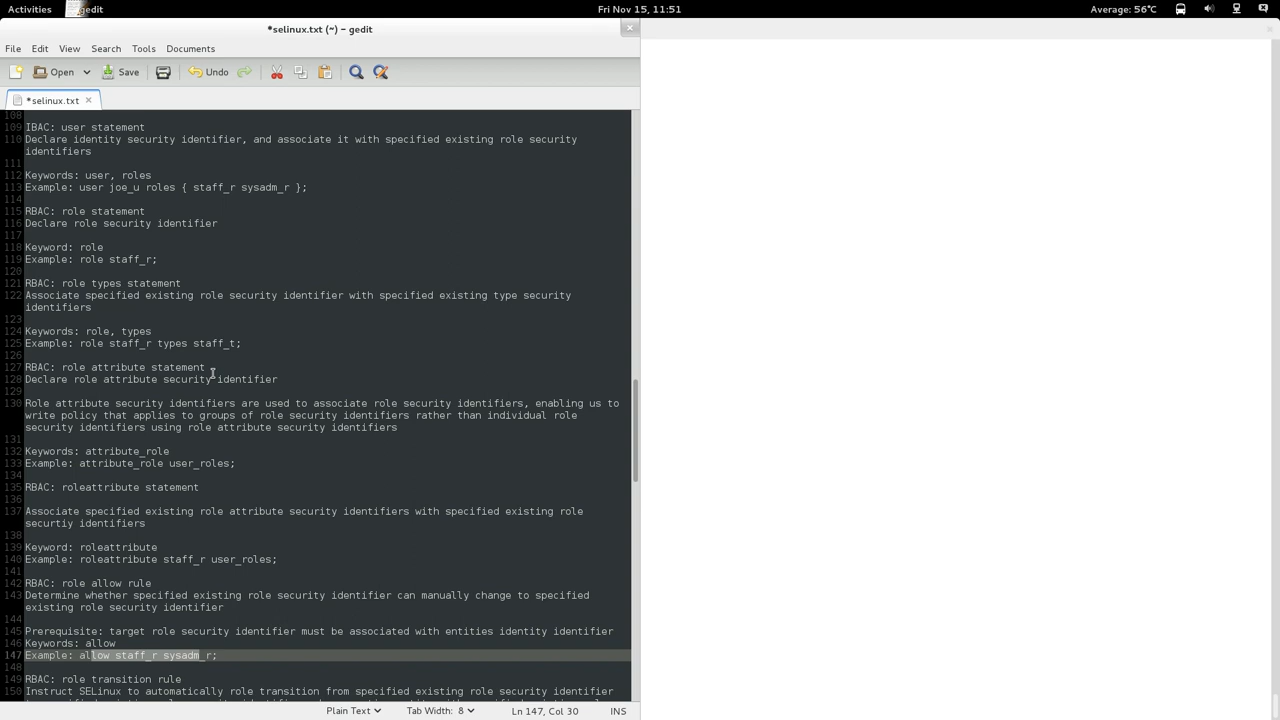 Activities gedit Fri Nov 15, 11:51 Average: 56°C
*selinux.txt (~) – gedit
File Edit View Search Tools Documents
Open Save Undo
*selinux.txt
108
109 IBAC: user statement
110 Declare identity security identifier, and associate it with specified existing role security
identifiers
111
112 Keywords: user, roles
113 Example: user joe_u roles { staff_r sysadm_r };
114
115 RBAC: role statement
116 Declare role security identifier
117
118 Keyword: role
119 Example: role staff_r;
120
121 RBAC: role types statement
122 Associate specified existing role security identifier with specified existing type security
identifiers
123
124 Keywords: role, types
125 Example: role staff_r types staff_t;
126
127 RBAC: role attribute statement
128 Declare role attribute security identifier
129
130 Role attribute security identifiers are used to associate role security identifiers, enabling us to
write policy that applies to groups of role security identifiers rather than individual role
security identifiers using role attribute security identifiers
131
132 Keywords: attribute_role
133 Example: attribute_role user_roles;
134
135 RBAC: roleattribute statement
136
137 Associate specified existing role attribute security identifiers with specified existing role
securtiy identifiers
138
139 Keyword: roleattribute
140 Example: roleattribute staff_r user_roles;
141
142 RBAC: role allow rule
143 Determine whether specified existing role security identifier can manually change to specified
existing role security identifier
144
145 Prerequisite: target role security identifier must be associated with entities identity identifier
146 Keywords: allow
147 Example: allow staff_r sysadm_r;
148
149 RBAC: role transition rule
150 Instruct SELinux to automatically role transition from specified existing role security identifier
Plain Text Tab Width: 8 Ln 147, Col 30 INS